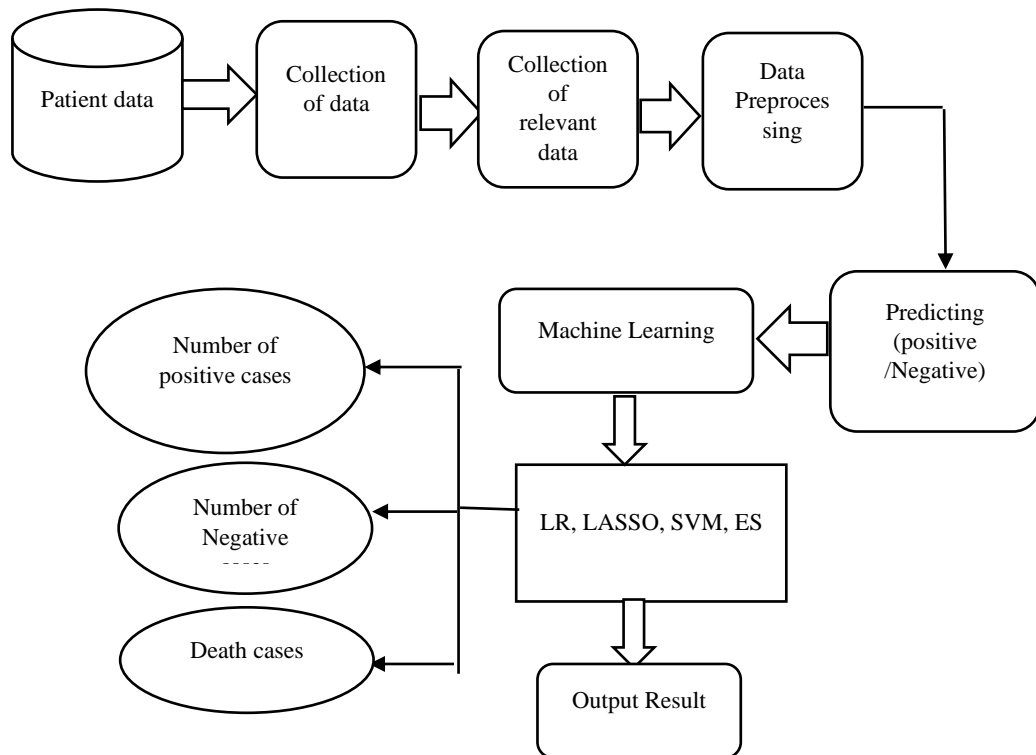 Patient data
Collection
of data
Collection
of
relevant
data
Data
Preproces
sing
Predicting
(positive
/Negative)
Machine Learning
Number of
positive cases
Number of
Negative
LR, LASSO, SVM, ES
Death cases
Output Result